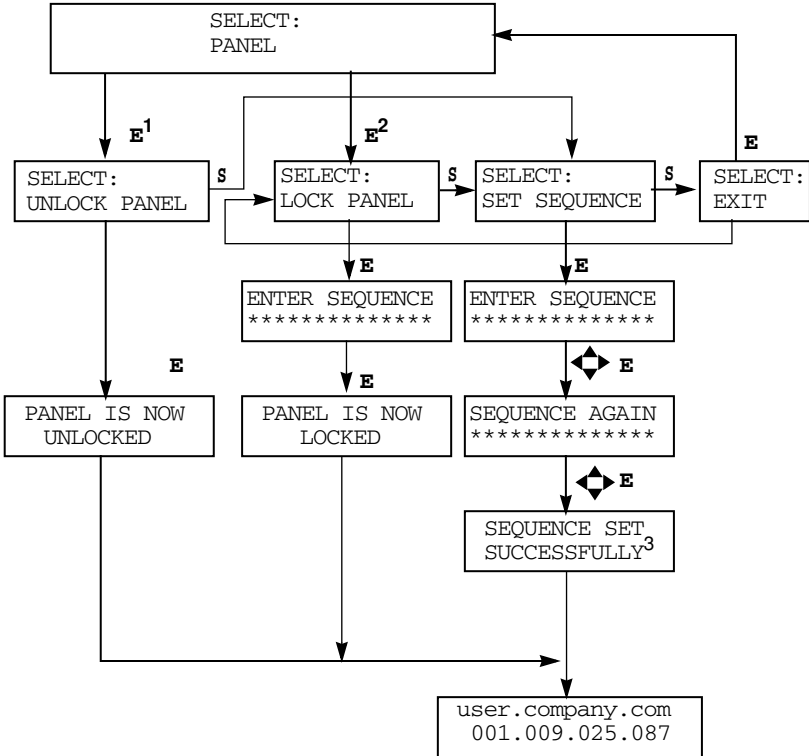 SELECT:
PANEL
E1
E2
E
SELECT:
UNLOCK PANEL
S
SELECT:
LOCK PANEL
S
SELECT:
SET SEQUENCE
S
SELECT:
EXIT
E
E
ENTER SEQUENCE
**************
ENTER SEQUENCE
**************
E
E
E
PANEL IS NOW
UNLOCKED
PANEL IS NOW
LOCKED
SEQUENCE AGAIN
**************
E
SEQUENCE SET
SUCCESSFULLY3
user.company.com
001.009.025.087